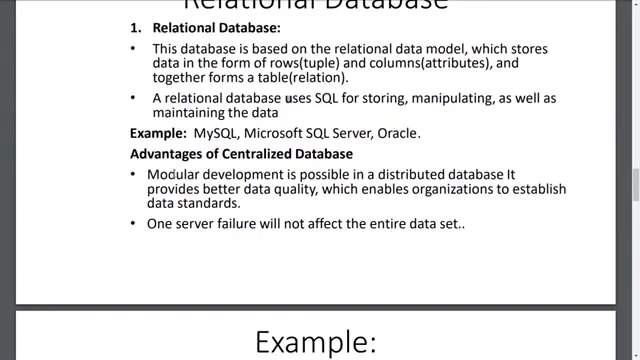 Relational Database
1. Relational Database:
• This database is based on the relational data model, which stores
data in the form of rows(tuple) and columns(attributes), and
together forms a table(relation).
• A relational database uses SQL for storing, manipulating, as well as
maintaining the data
Example: MySQL, Microsoft SQL Server, Oracle.
Advantages of Centralized Database
• Modular development is possible in a distributed database It
provides better data quality, which enables organizations to establish
data standards.
• One server failure will not affect the entire data set..
Example: